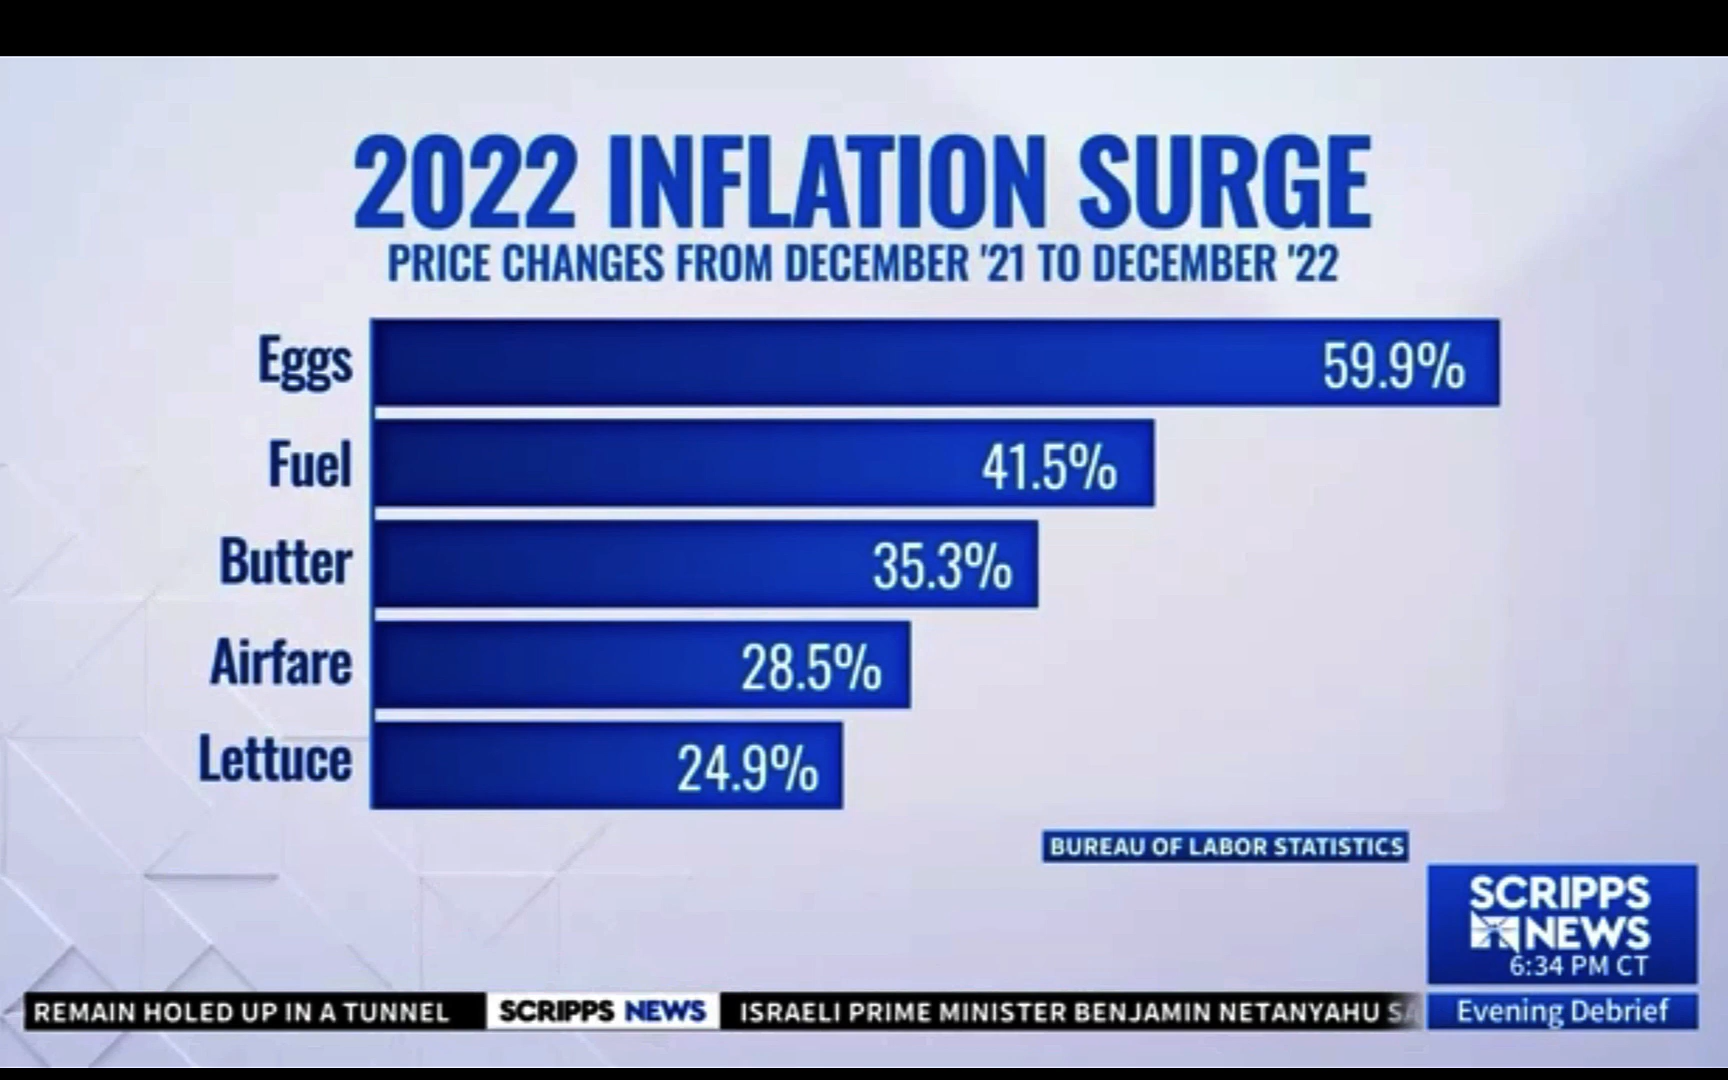 2022 INFLATION SURGE
PRICE CHANGES FROM DECEMBER '21 TO DECEMBER '22
Eggs 59.9%
Fuel 41.5%
Butter 35.3%
Airfare 28.5%
Lettuce 24.9%
BUREAU OF LABOR STATISTICS
SCRIPPS
NEWS
6:34 PM CT
REMAIN HOLED UP IN A TUNNEL SCRIPPS NEWS ISRAELI PRIME MINISTER BENJAMIN NETANYAHU
Evening Debrief